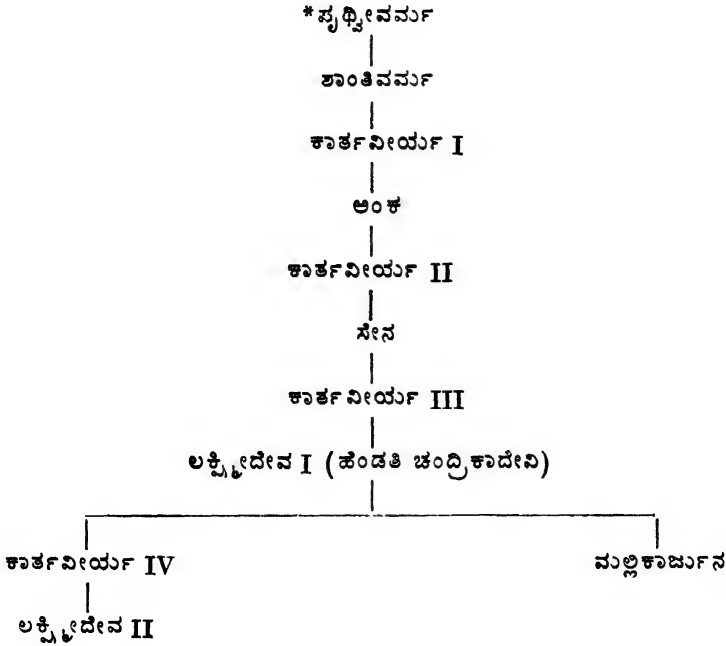 *ಪೃಥ್ವೀವರ್ಮ
ಶಾಂತಿವರ್ಮ
ಕಾರ್ತವೀರ್ಯ I
ಅಂಕ
ಕಾರ್ತವೀರ್ಯ II
ಸೇನ
ಕಾರ್ತವೀರ್ಯ III
ಲಕ್ಷ್ಮೀದೇವ I (ಹೆಂಡತಿ ಚಂದ್ರಿಕಾದೇವಿ)
ಕಾರ್ತವೀರ್ಯ IV ಮಲ್ಲಿಕಾರ್ಜುನ
ಲಕ್ಷ್ಮೀದೇವ II